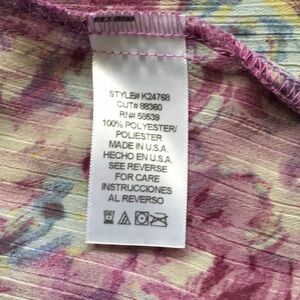 STYLE# K24768
CUT# 88360
RN# 58639
100% POLYESTER/
POLIESTER
MADE IN U.S.A.
HECHO EN U.S.A.
SEE REVERSE
FOR CARE
INSTRUCCIONES
AL REVERSO